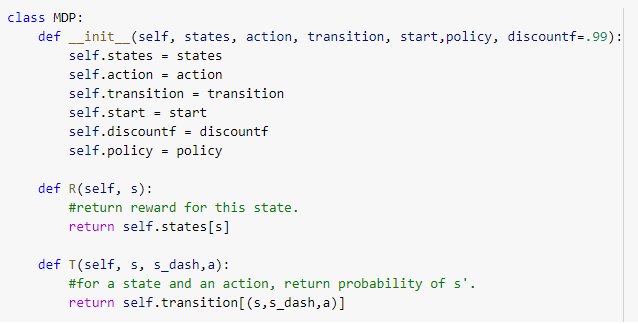 class MDP:
    def __init__(self, states, action, transition, start,policy, discountf=.99):
        self.states = states
        self.action = action
        self.transition = transition
        self.start = start
        self.discountf = discountf
        self.policy = policy

    def R(self, s):
        #return reward for this state.
        return self.states[s]

    def T(self, s, s_dash,a):
        #for a state and an action, return probability of s'.
        return self.transition[(s,s_dash,a)]